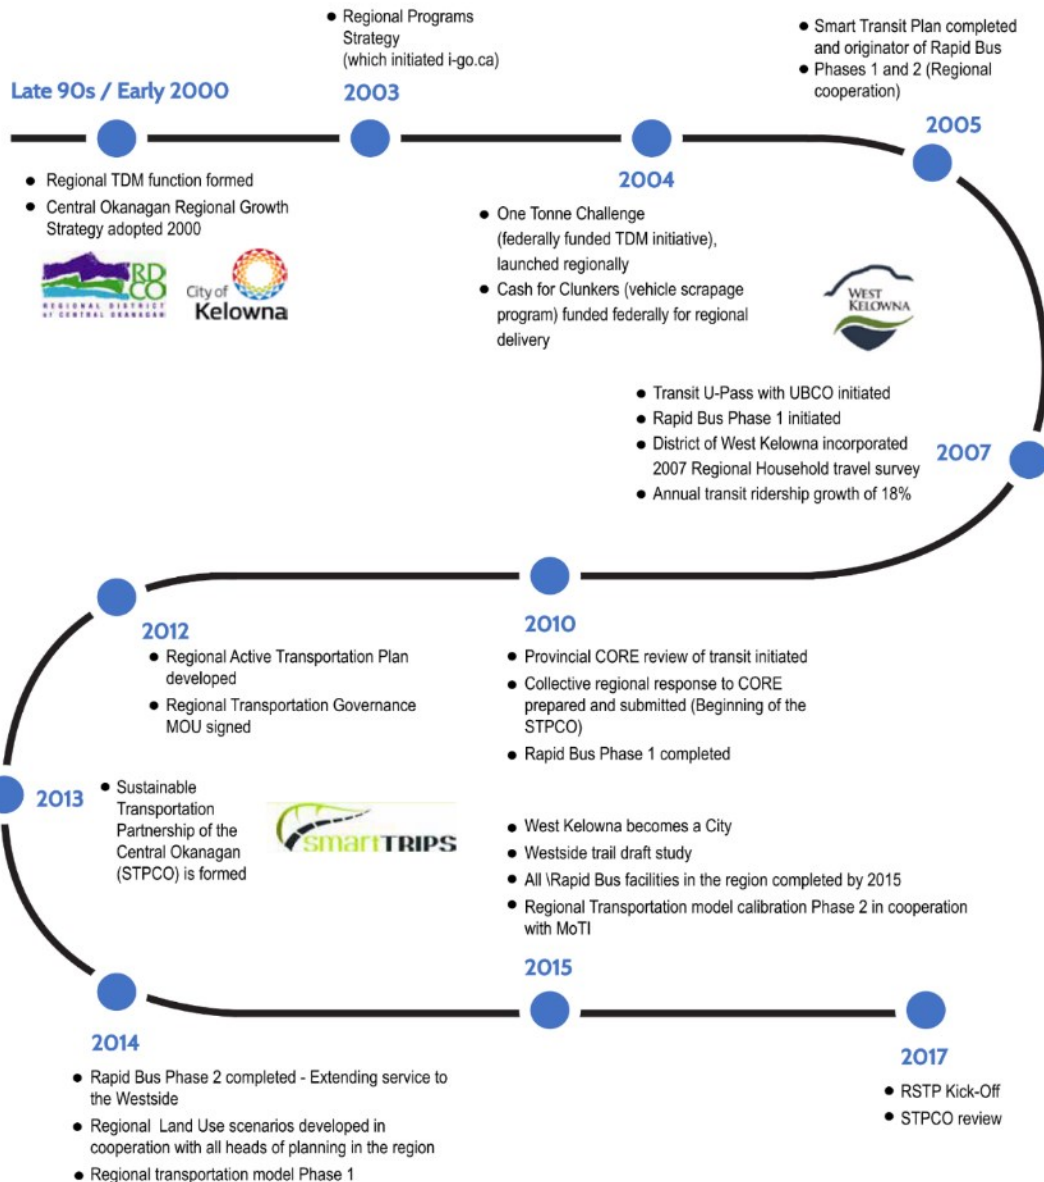 Late 90s / Early 2000
• Regional TDM function formed
• Central Okanagan Regional Growth
Strategy adopted 2000
RD
CO
REGIONAL DISTRICT
of CENTRAL OKANAGAN
City of
Kelowna
• Regional Programs
Strategy
(which initiated i-go.ca)
2003
2004
• One Tonne Challenge
(federally funded TDM initiative),
launched regionally
• Cash for Clunkers (vehicle scrapage
program) funded federally for regional
delivery
• Smart Transit Plan completed
and originator of Rapid Bus
• Phases 1 and 2 (Regional
cooperation)
2005
WEST
KELOWNA
• Transit U-Pass with UBCO initiated
• Rapid Bus Phase 1 initiated
• District of West Kelowna incorporated
2007 Regional Household travel survey
• Annual transit ridership growth of 18%
2007
2010
• Provincial CORE review of transit initiated
• Collective regional response to CORE
prepared and submitted (Beginning of the
STPCO)
• Rapid Bus Phase 1 completed
2012
• Regional Active Transportation Plan
developed
• Regional Transportation Governance
MOU signed
2013
• Sustainable
Transportation
Partnership of the
Central Okanagan
(STPCO) is formed
smartTRIPS
2014
• Rapid Bus Phase 2 completed - Extending service to
the Westside
• Regional Land Use scenarios developed in
cooperation with all heads of planning in the region
• Regional transportation model Phase 1
• West Kelowna becomes a City
• Westside trail draft study
• All \Rapid Bus facilities in the region completed by 2015
• Regional Transportation model calibration Phase 2 in cooperation
with MoTI
2015
2017
• RSTP Kick-Off
• STPCO review